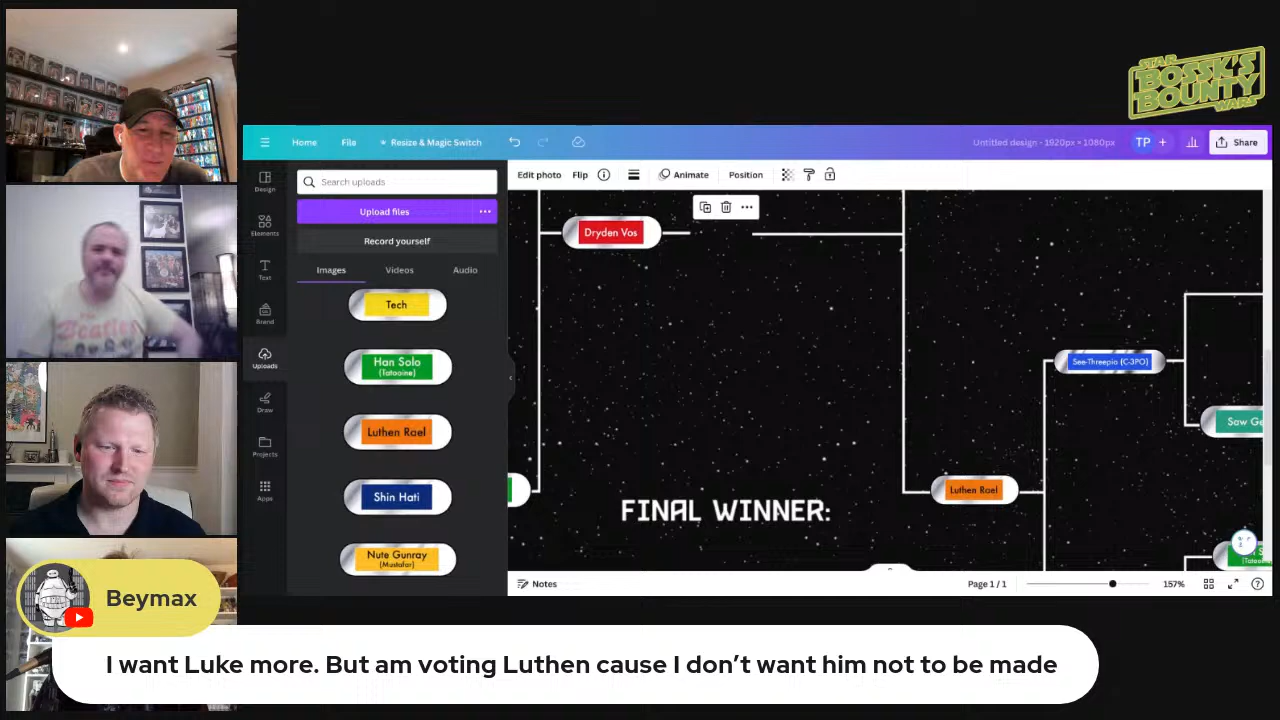 STAR
BOSSK'S
BOUNTY
WARS
Home
File
Resize & Magic Switch
Untitled design - 1920px × 1080px
TP
+
Share
Design
Elements
Text
Brand
Uploads
Draw
Projects
Apps
Search uploads
Upload files
Record yourself
Images
Videos
Audio
Tech
Han Solo
(Tatooine)
Luthen Rael
Shin Hati
Nute Gunray
(Mustafar)
Edit photo
Flip
Animate
Position
Dryden Vos
See-Threepio (C-3PO)
Saw Ge
Luthen Rael
FINAL WINNER:
Notes
Page 1 / 1
157%
Beymax
I want Luke more. But am voting Luthen cause I don’t want him not to be made